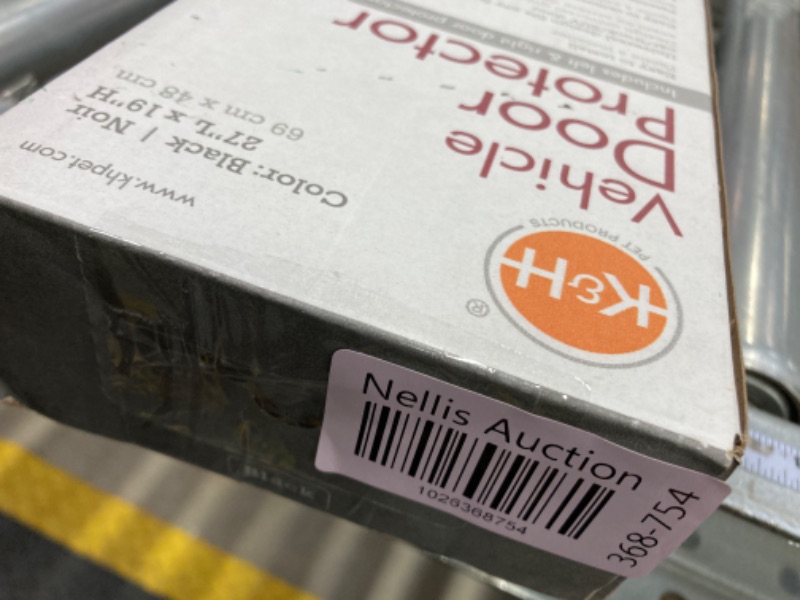 K&H
PET PRODUCTS
®
Vehicle
Door
Protector
Includes left & right door protectors
Color: Black | Noir
27"L x 19"H
69 cm x 48 cm
www.khpet.com
Nellis Auction
1026368754
368-754
Black